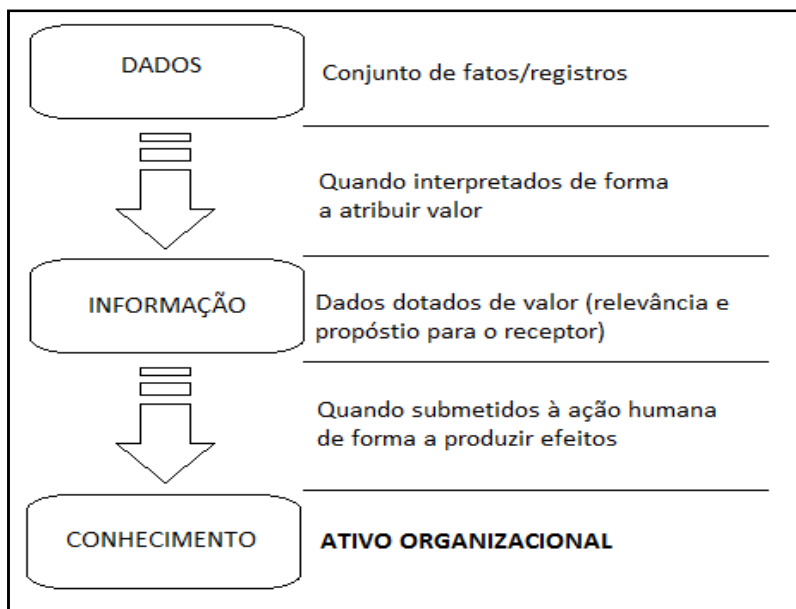 DADOS
Conjunto de fatos/registros
Quando interpretados de forma
a atribuir valor
INFORMAÇÃO
Dados dotados de valor (relevância e
propóstio para o receptor)
Quando submetidos à ação humana
de forma a produzir efeitos
CONHECIMENTO
ATIVO ORGANIZACIONAL